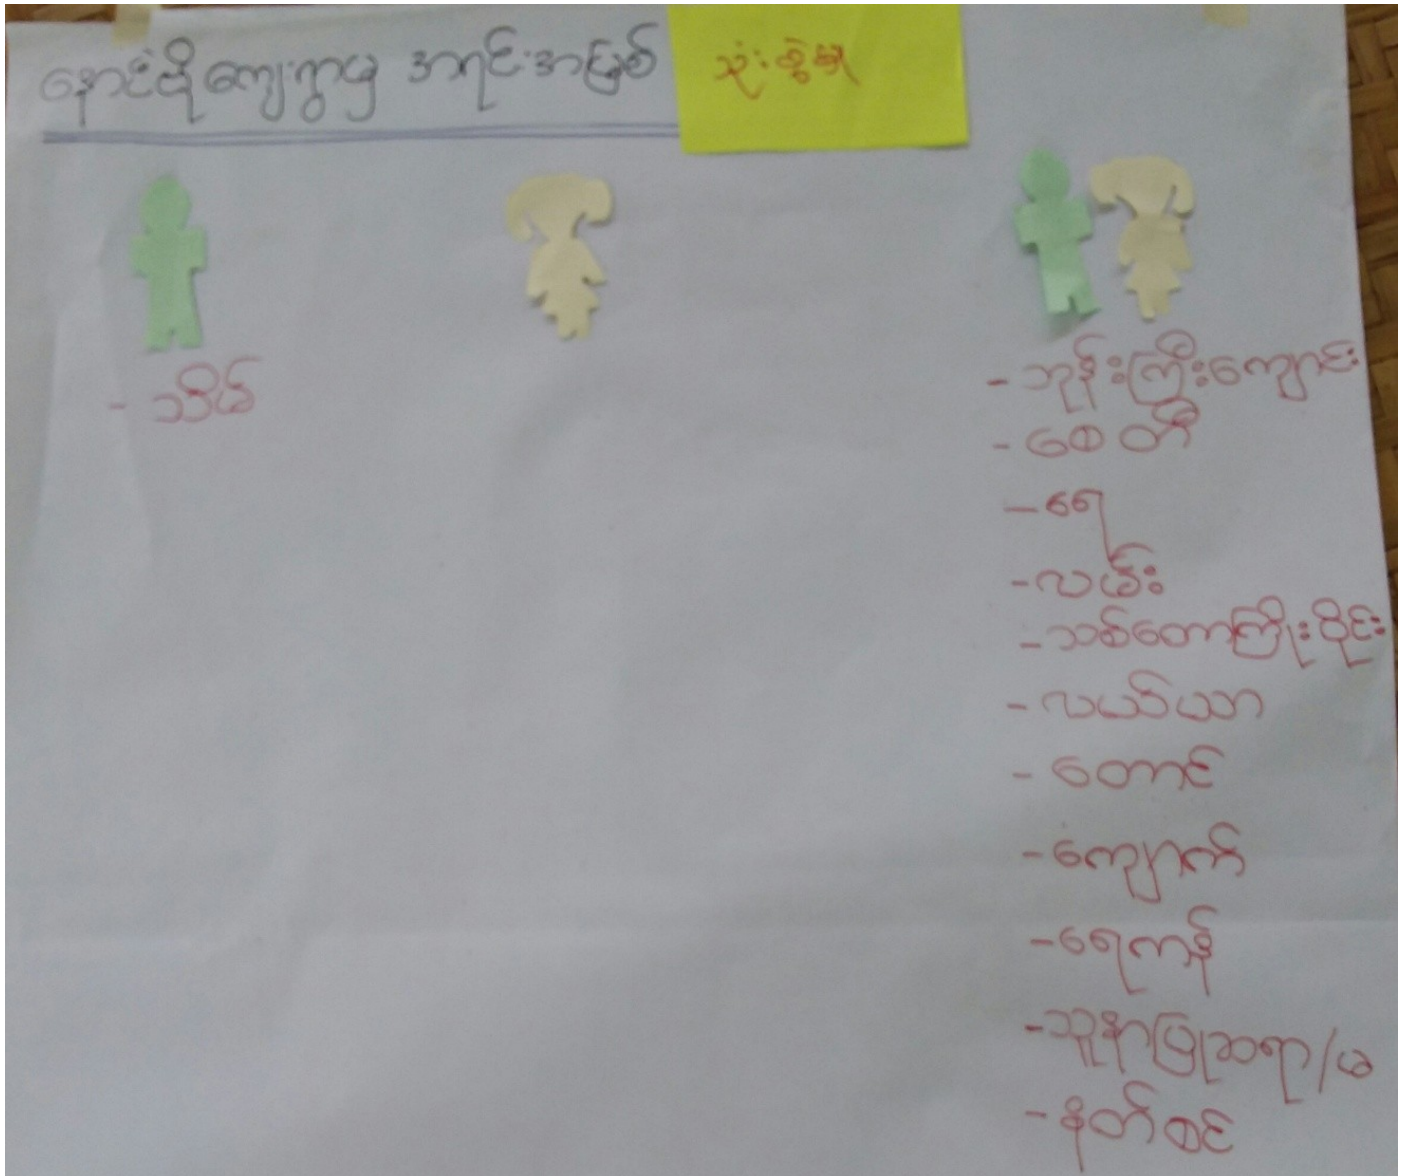 နောင်ဖိုကျေးရွာမှ အရင်းအမြစ် သုံးစွဲမှု
- သိမ်
- ဘုန်းကြီးကျောင်း
- စေတီ
- ရေ
- လမ်း
- သစ်တောကြိုးဝိုင်း
- လယ်ယာ
- တောင်
- ကျောက်
- ရေကန်
- သူနာပြုဆရာ/မ
- နတ်စင်